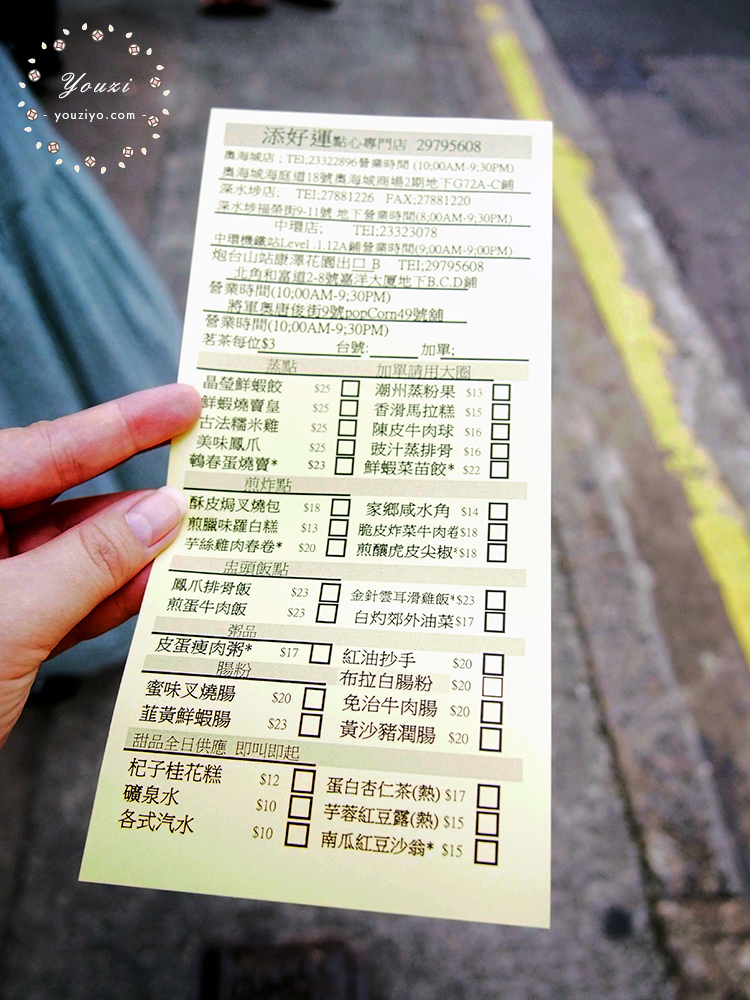 Youzi
- youziyo.com -
添好運點心專門店 29795608
奧海城店；TEl;23322896營業時間 (10;00AM-9;30PM)
奧海城海庭道18號奧海城商場2期地下G72A-C鋪
深水埗店; TEl;27881226 FAX;27881220
深水埗福榮街9-11號 地下營業時間(8;00AM-9;30PM)
中環店; TEl;23323078
中環機鐵站Level .1.12A鋪營業時間(9;00AM-9;00PM)
炮台山站康澤花園出口 B TEl;29795608
北角和富道2-8號嘉洋大厦地下B.C.D鋪
營業時間(10;00AM-9;30PM)
將軍奧唐俊街9號popCorn49號舖
營業時間(10;00AM-9;30PM)
茗茶每位$3 台號: 加單;
蒸點 加單請用大圈
晶瑩鮮蝦餃 $25 潮州蒸粉果 $13
鮮蝦燒賣皇 $25 香滑馬拉糕 $15
古法糯米雞 $25 陳皮牛肉球 $16
美味鳳爪 $25 豉汁蒸排骨 $16
鵪春蛋燒賣* $23 鮮蝦菜苗餃* $22
煎炸點
酥皮焗叉燒包 $18 家鄉咸水角 $14
煎臘味羅白糕 $13 脆皮炸菜牛肉卷$18
芋絲雞肉春卷* $20 煎釀虎皮尖椒*$18
盅頭飯點
鳳爪排骨飯 $23 金針雲耳滑雞飯*$23
煎蛋牛肉飯 $23 白灼郊外油菜$17
粥品
皮蛋瘦肉粥* $17 紅油抄手 $20
腸粉 布拉白腸粉 $20
蜜味叉燒腸 $20 免治牛肉腸 $20
韮黃鮮蝦腸 $23 黃沙豬潤腸 $20
甜品全日供應 即叫即起
杞子桂花糕 $12 蛋白杏仁茶(熱) $17
礦泉水 $10 芋蓉紅豆露(熱) $15
各式汽水 $10 南瓜紅豆沙翁* $15